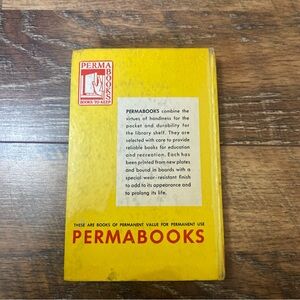 PERMA
BOOKS
BOOKS TO KEEP
PERMABOOKS combine the
virtues of handiness for the
pocket and durability for
the library shelf. They are
selected with care to provide
reliable books for education
and recreation. Each has
been printed from new plates
and bound in boards with a
special wear-resistant finish
to add to its appearance and
to prolong its life.
THESE ARE BOOKS OF PERMANENT VALUE FOR PERMANENT USE
PERMABOOKS